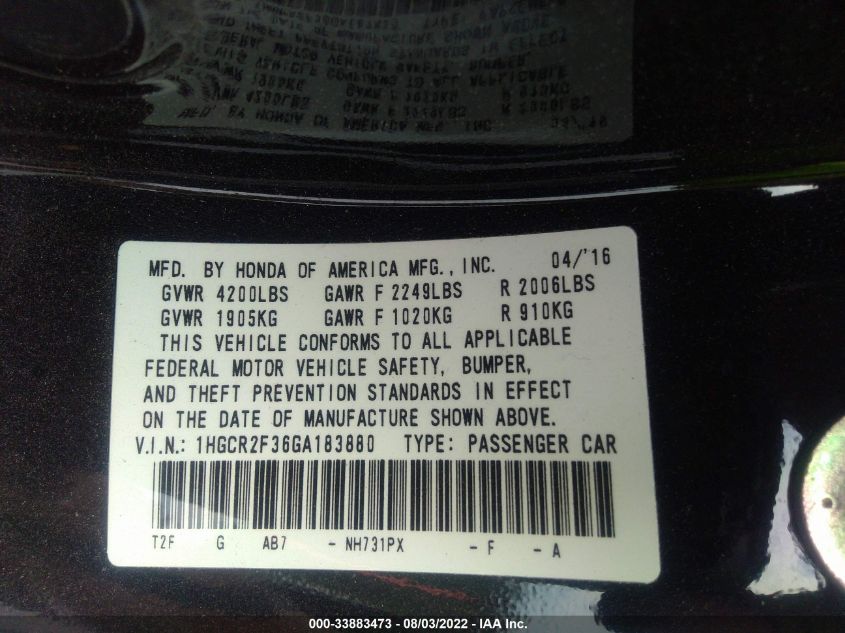 MFD. BY HONDA OF AMERICA MFG., INC. 04/'16
GVWR 4200LBS GAWR F 2249LBS R 2006LBS
GVWR 1905KG GAWR F 1020KG R 910KG
THIS VEHICLE CONFORMS TO ALL APPLICABLE
FEDERAL MOTOR VEHICLE SAFETY, BUMPER,
AND THEFT PREVENTION STANDARDS IN EFFECT
ON THE DATE OF MANUFACTURE SHOWN ABOVE.
V.I.N.: 1HGCR2F36GA183880 TYPE: PASSENGER CAR
T2F G AB7 - NH731PX - F - A
000-33883473 - 08/03/2022 - IAA Inc.